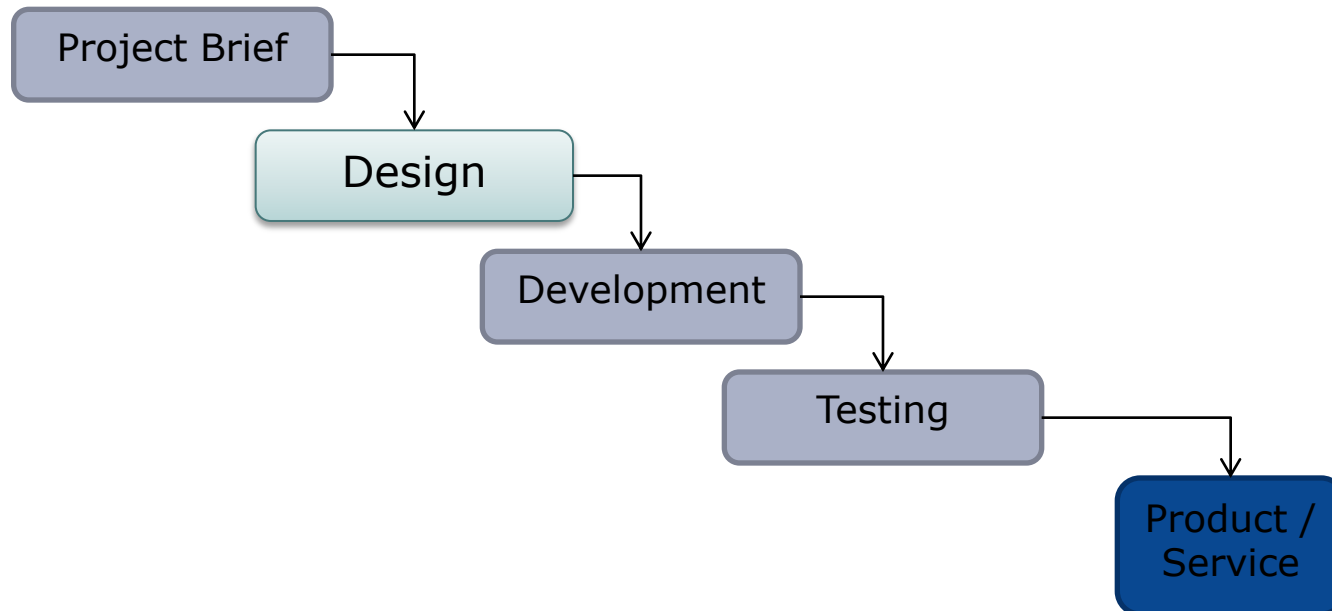 Project Brief
Design
Development
Testing
Product /
Service